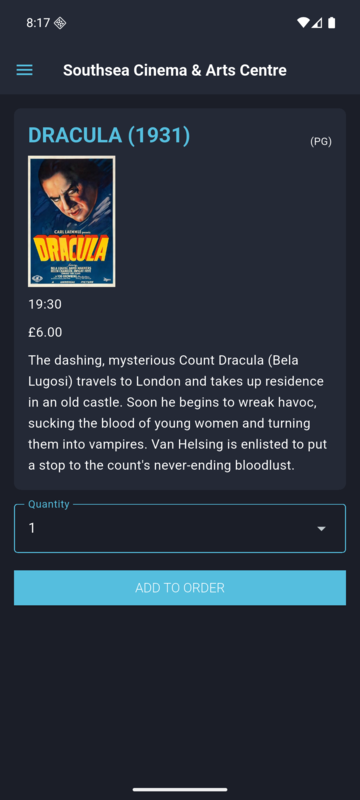 8:17
Southsea Cinema & Arts Centre
DRACULA (1931)
(PG)
CARL LAEMMLE
DRACULA
19:30
£6.00
The dashing, mysterious Count Dracula (Bela
Lugosi) travels to London and takes up residence
in an old castle. Soon he begins to wreak havoc,
sucking the blood of young women and turning
them into vampires. Van Helsing is enlisted to put
a stop to the count's never-ending bloodlust.
Quantity
1
ADD TO ORDER